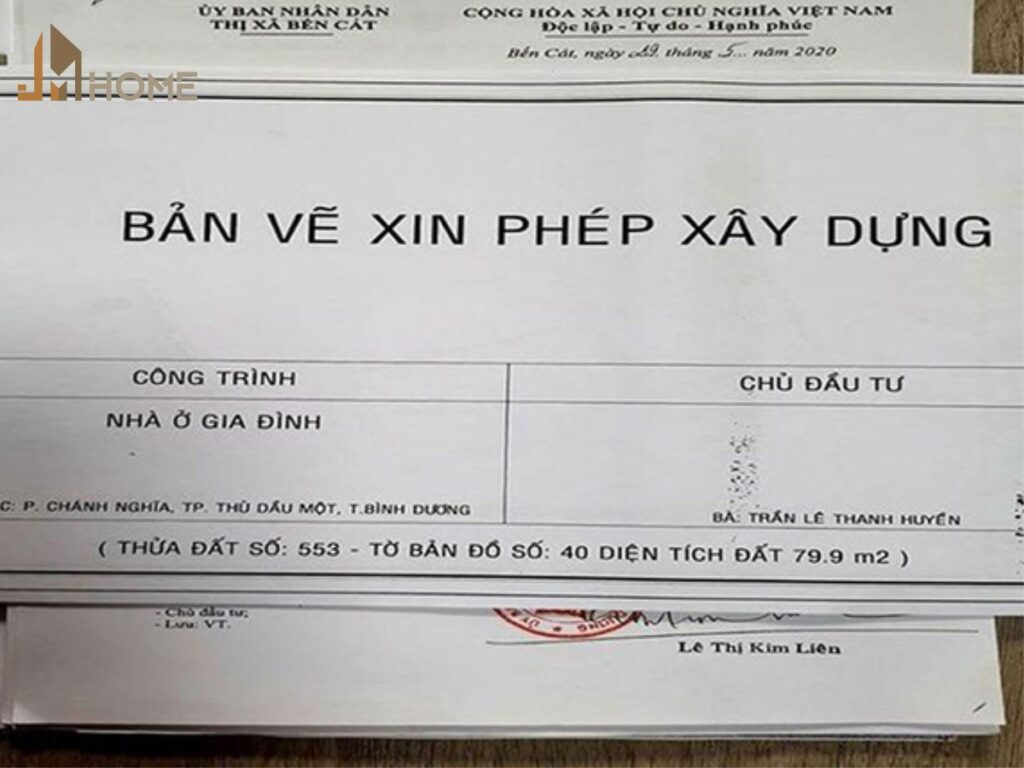 ỦY BAN NHÂN DÂN
THỊ XÃ BẾN CÁT
CỘNG HÒA XÃ HỘI CHỦ NGHĨA VIỆT NAM
Độc lập - Tự do - Hạnh phúc
Bến Cát, ngày 29 tháng 5... năm 2020
JM HOME
BẢN VẼ XIN PHÉP XÂY DỰNG
CÔNG TRÌNH
CHỦ ĐẦU TƯ
NHÀ Ở GIA ĐÌNH
C: P. CHÁNH NGHĨA, TP. THỦ DẦU MỘT, T.BÌNH DƯƠNG
BÀ: TRẦN LÊ THANH HUYỀN
( THỬA ĐẤT SỐ: 553 - TỜ BẢN ĐỒ SỐ: 40 DIỆN TÍCH ĐẤT 79.9 m2 )
- Chủ đầu tư;
- Lưu: VT.
Lê Thị Kim Liên